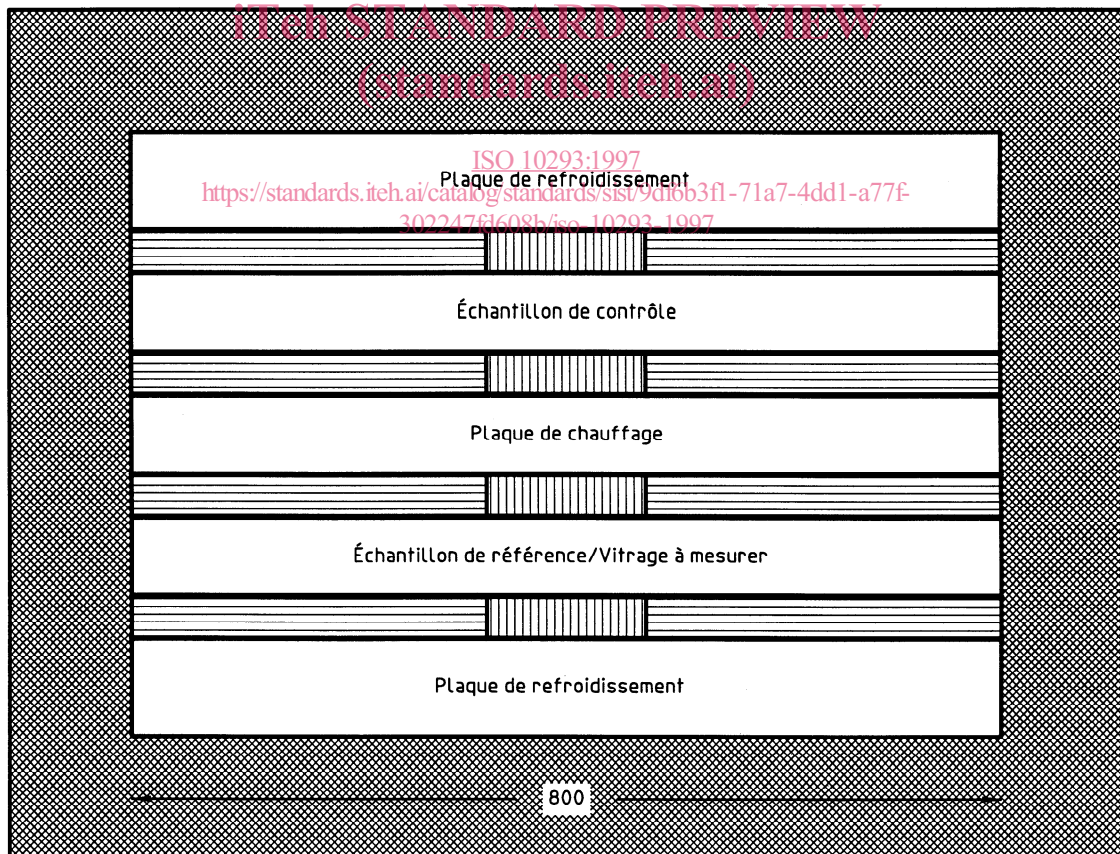 iTeh STANDARD PREVIEW
(standards.iteh.ai)
ISO 10293:1997
Plaque de refroidissement
https://standards.iteh.ai/catalog/standards/sist/9df6b3f1-71a7-4dd1-a77f-
302247fd608b/iso-10293-1997
Échantillon de contrôle
Plaque de chauffage
Échantillon de référence/Vitrage à mesurer
Plaque de refroidissement
800